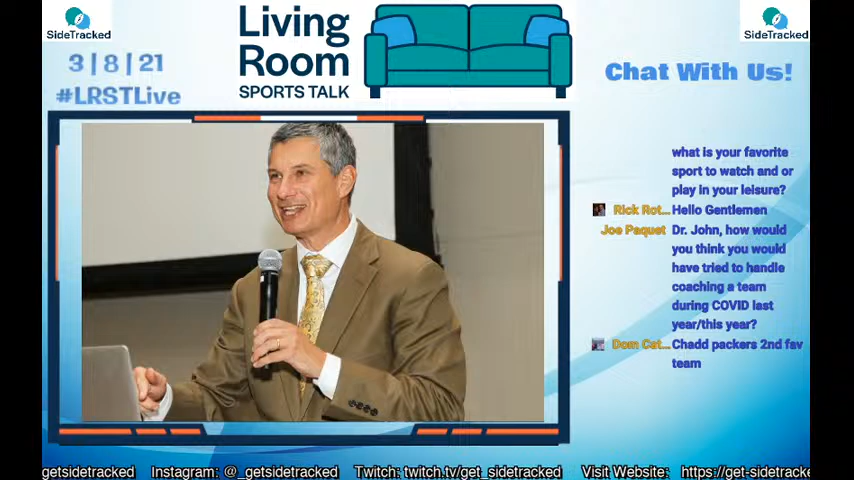 SideTracked
3 | 8 | 21
#LRSTLive
Living
Room
SPORTS TALK
SideTracked
Chat With Us!
what is your favorite
sport to watch and or
play in your leisure?
Rick Rot... Hello Gentlemen
Joe Paquet Dr. John, how would
you think you would
have tried to handle
coaching a team
during COVID last
year/this year?
Dom Cat... Chadd packers 2nd fav
team
getsidetracked Instagram: @_getsidetracked Twitch: twitch.tv/get_sidetracked Visit Website: https://get-sidetracke